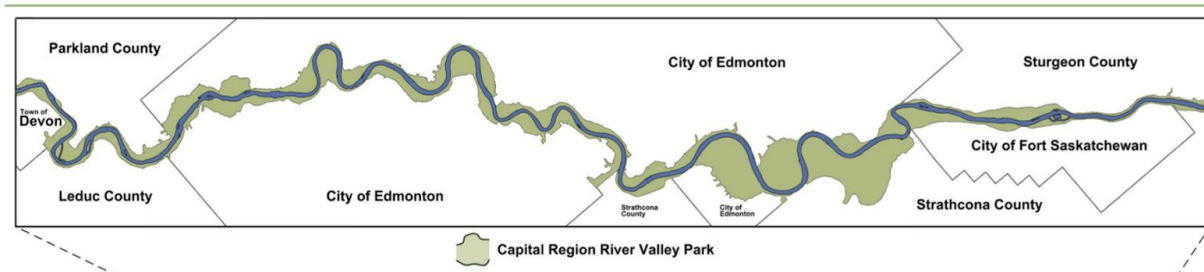 Parkland County
City of Edmonton
Sturgeon County
Town of
Devon
City of Fort Saskatchewan
Leduc County
City of Edmonton
Strathcona
County
City of
Edmonton
Strathcona County
Capital Region River Valley Park